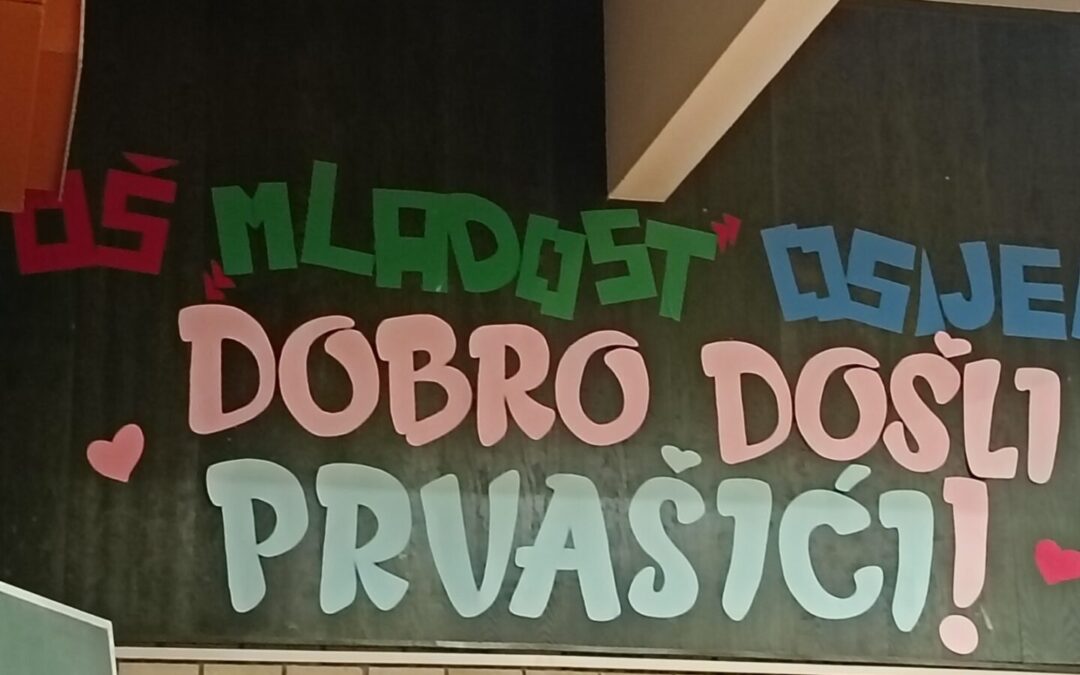 OŠ "MLADOST" OSIJE
DOBRO DOŠLI
PRVAŠIĆI!